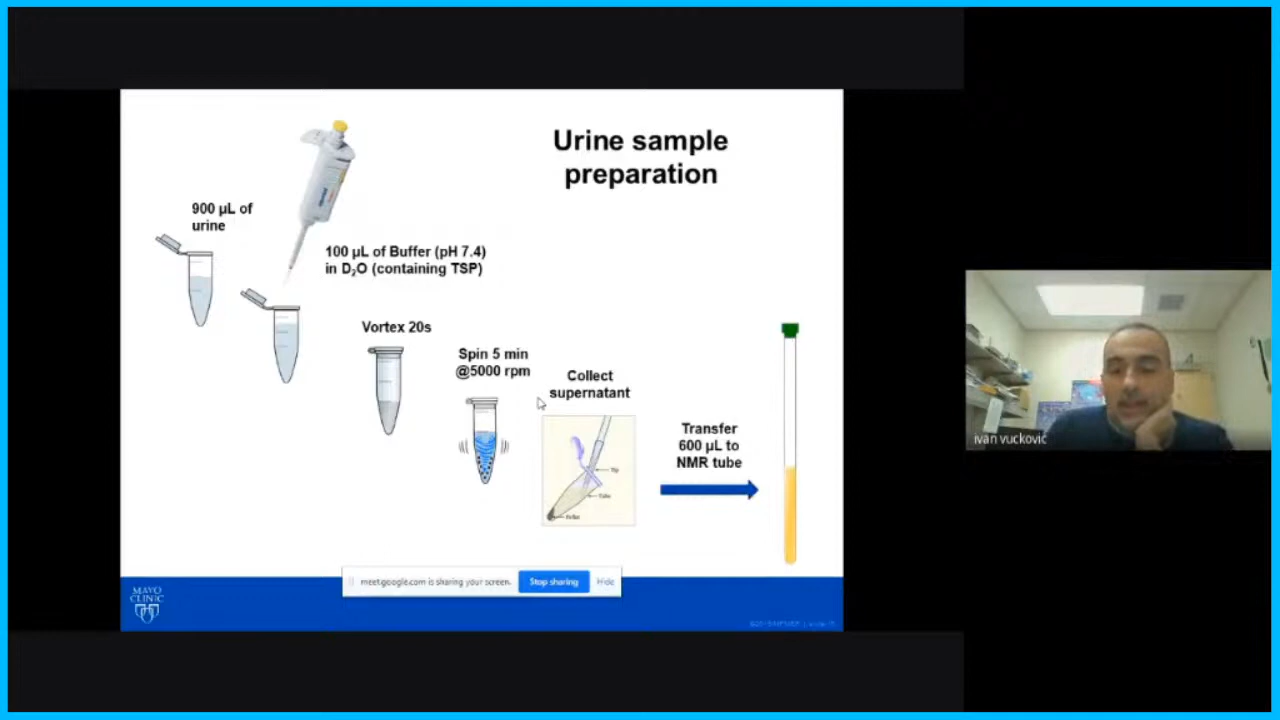 Urine sample
preparation
900 µL of
urine
100 µL of Buffer (pH 7.4)
in D₂O (containing TSP)
Vortex 20s
Spin 5 min
@5000 rpm
Collect
supernatant
Tip
Tube
Transfer
600 µL to
NMR tube
ivan vuckovic
meet.google.com is sharing your screen.
Stop sharing
Hide
MAYO
CLINIC